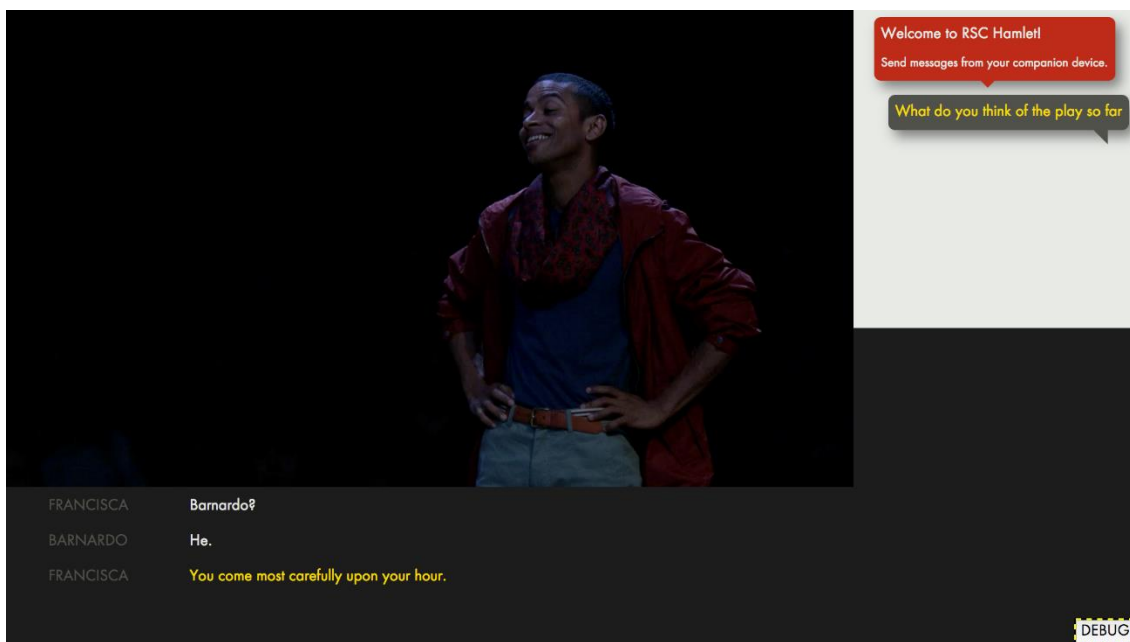 Welcome to RSC Hamlet!
Send messages from your companion device.
What do you think of the play so far
FRANCISCA Barnardo?
BARNARDO He.
FRANCISCA You come most carefully upon your hour.
DEBUG